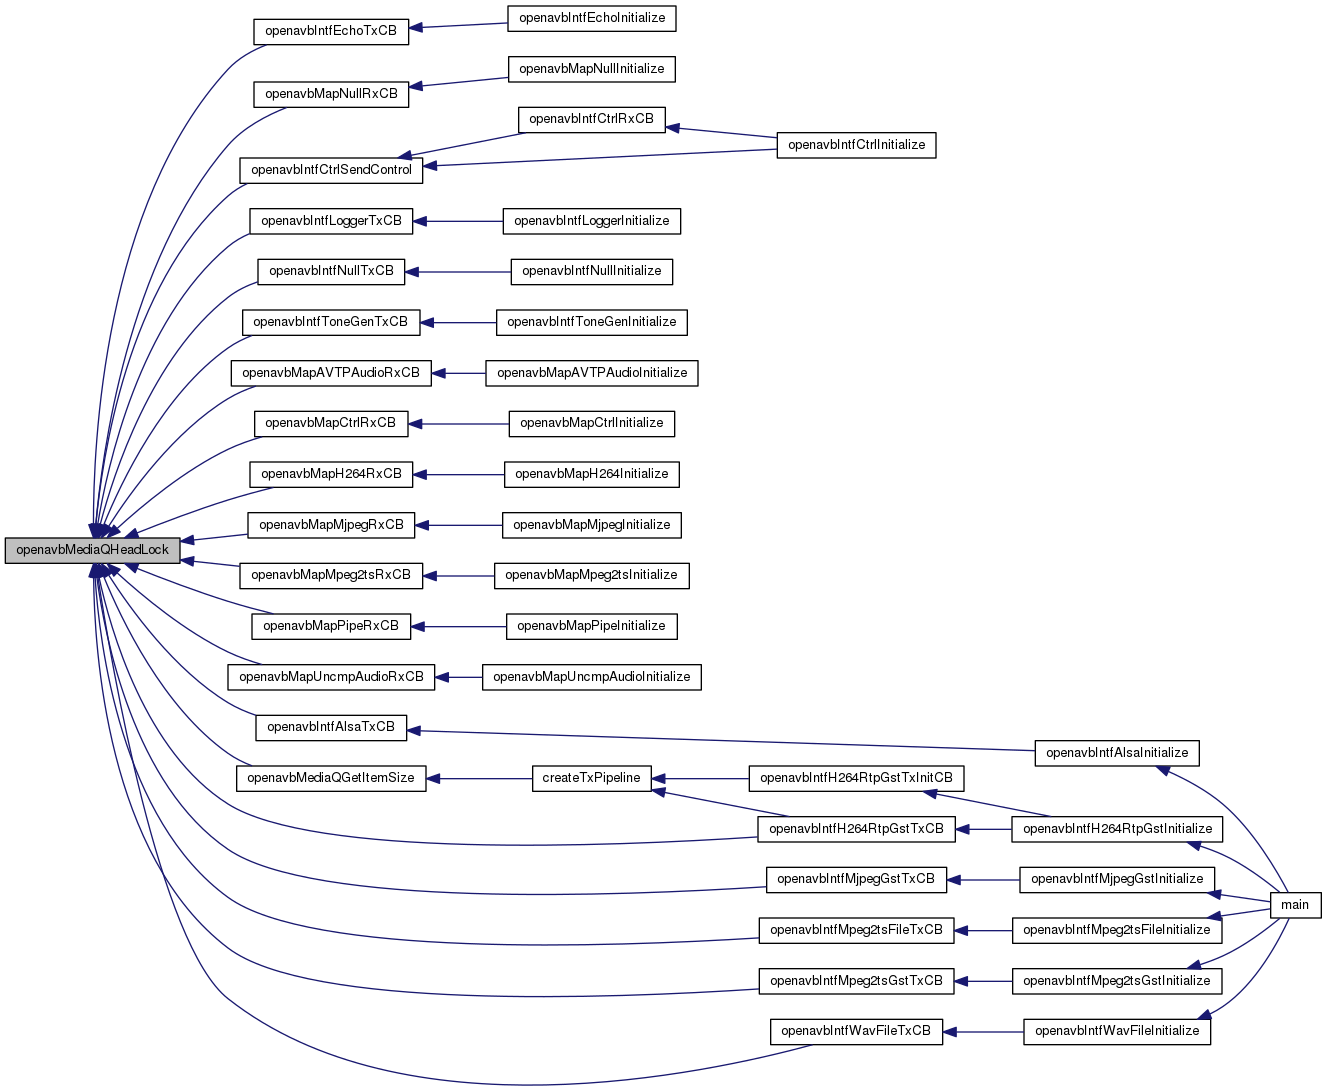 openavbIntfEchoTxCB
openavbIntfEchoInitialize
openavbMapNullRxCB
openavbMapNullInitialize
openavbIntfCtrlSendControl
openavbIntfCtrlRxCB
openavbIntfCtrlInitialize
openavbIntfLoggerTxCB
openavbIntfLoggerInitialize
openavbIntfNullTxCB
openavbIntfNullInitialize
openavbIntfToneGenTxCB
openavbIntfToneGenInitialize
openavbMapAVTPAudioRxCB
openavbMapAVTPAudioInitialize
openavbMapCtrlRxCB
openavbMapCtrlInitialize
openavbMapH264RxCB
openavbMapH264Initialize
openavbMapMjpegRxCB
openavbMapMjpegInitialize
openavbMediaQHeadLock
openavbMapMpeg2tsRxCB
openavbMapMpeg2tsInitialize
openavbMapPipeRxCB
openavbMapPipeInitialize
openavbMapUncmpAudioRxCB
openavbMapUncmpAudioInitialize
openavbIntfAlsaTxCB
openavbIntfAlsaInitialize
openavbMediaQGetItemSize
createTxPipeline
openavbIntfH264RtpGstTxInitCB
openavbIntfH264RtpGstTxCB
openavbIntfH264RtpGstInitialize
openavbIntfMjpegGstTxCB
openavbIntfMjpegGstInitialize
main
openavbIntfMpeg2tsFileTxCB
openavbIntfMpeg2tsFileInitialize
openavbIntfMpeg2tsGstTxCB
openavbIntfMpeg2tsGstInitialize
openavbIntfWavFileTxCB
openavbIntfWavFileInitialize